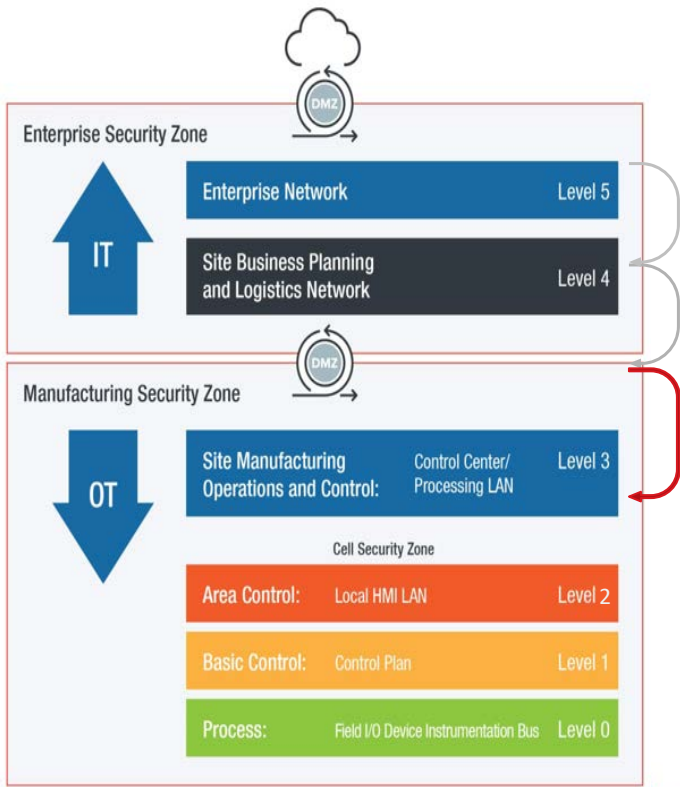 DMZ
Enterprise Security Zone
IT
Enterprise Network Level 5
Site Business Planning
and Logistics Network Level 4
DMZ
Manufacturing Security Zone
OT
Site Manufacturing Control Center/ Level 3
Operations and Control: Processing LAN
Cell Security Zone
Area Control: Local HMI LAN Level 2
Basic Control: Control Plan Level 1
Process: Field I/O Device Instrumentation Bus Level 0